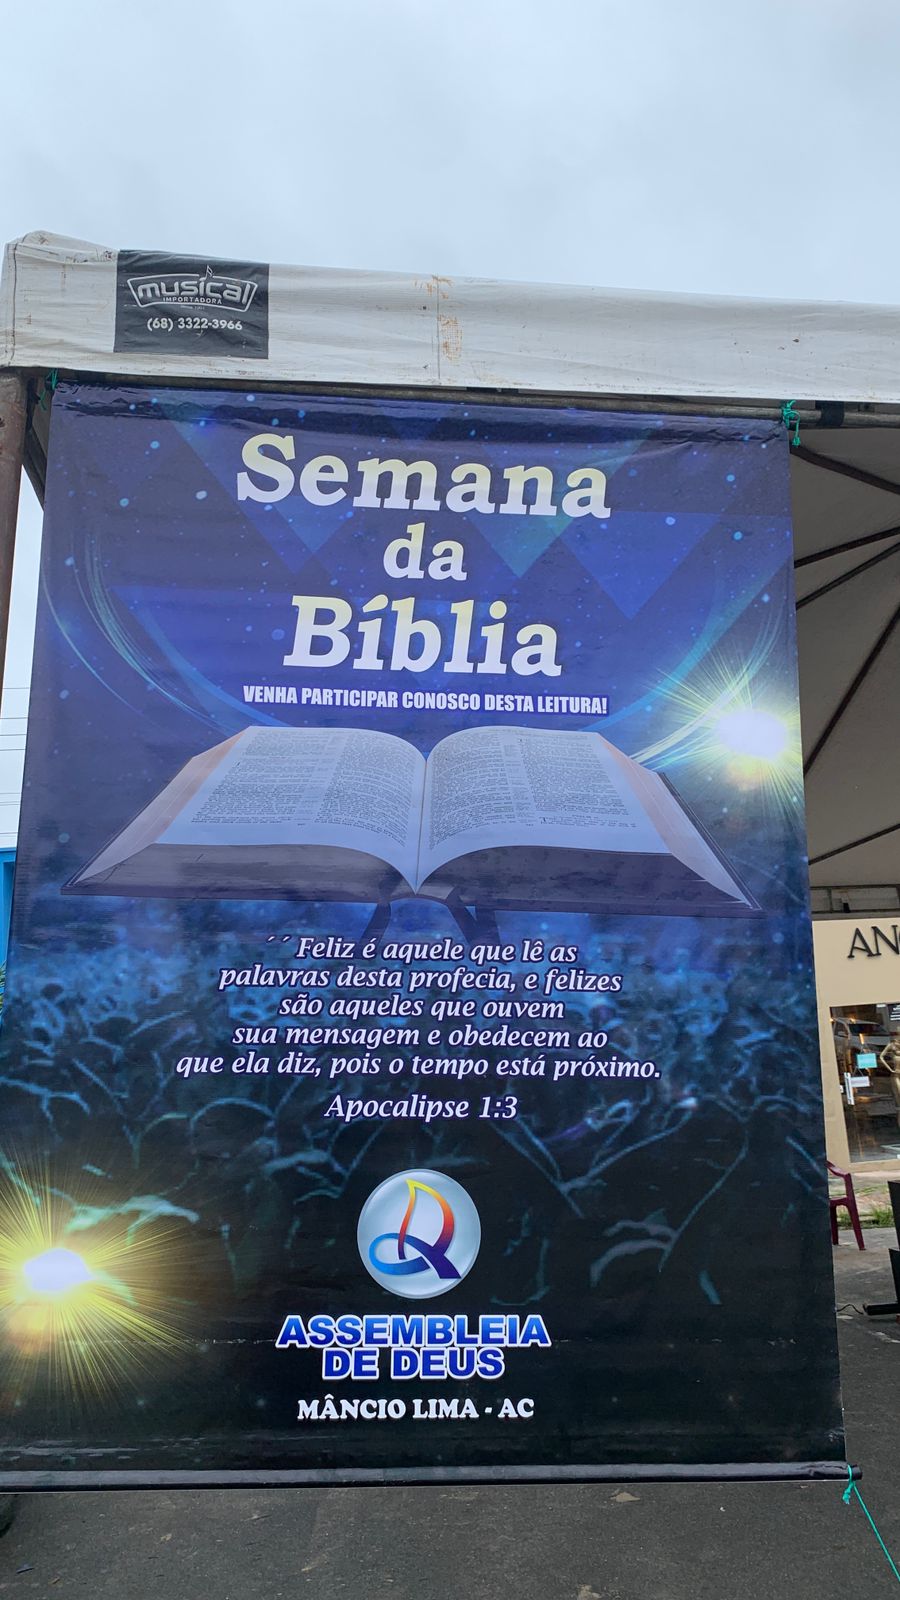 musical
IMPORTADORA
(68) 3322-3966
Semana
da
Bíblia
VENHA PARTICIPAR CONOSCO DESTA LEITURA!
´´Feliz é aquele que lê as
palavras desta profecia, e felizes
são aqueles que ouvem
sua mensagem e obedecem ao
que ela diz, pois o tempo está próximo.
Apocalipse 1:3
ASSEMBLEIA
DE DEUS
MÂNCIO LIMA - AC